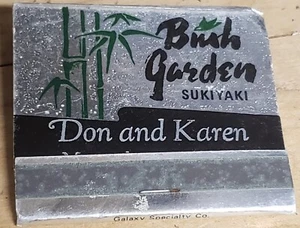 Bush
Garden
SUKIYAKI
Don and Karen
Galaxy Specialty Co.